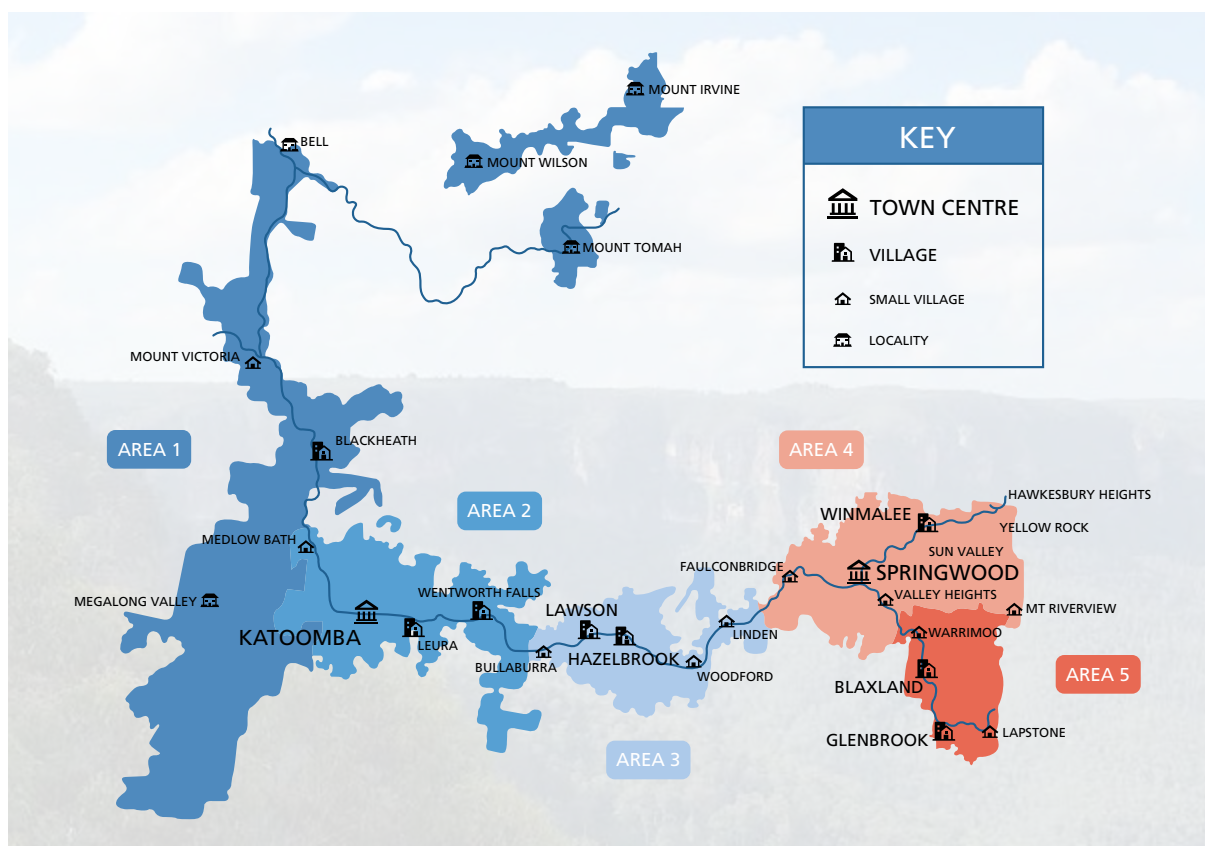 MOUNT IRVINE
BELL
MOUNT WILSON
MOUNT TOMAH
KEY
TOWN CENTRE
VILLAGE
SMALL VILLAGE
LOCALITY
MOUNT VICTORIA
AREA 1
BLACKHEATH
AREA 4
AREA 2
HAWKESBURY HEIGHTS
WINMALEE
YELLOW ROCK
MEDLOW BATH
SUN VALLEY
FAULCONBRIDGE
SPRINGWOOD
MEGALONG VALLEY
WENTWORTH FALLS
VALLEY HEIGHTS
LAWSON
MT RIVERVIEW
KATOOMBA
LEURA
LINDEN
WARRIMOO
BULLABURRA
HAZELBROOK
WOODFORD
AREA 5
BLAXLAND
GLENBROOK
LAPSTONE
AREA 3